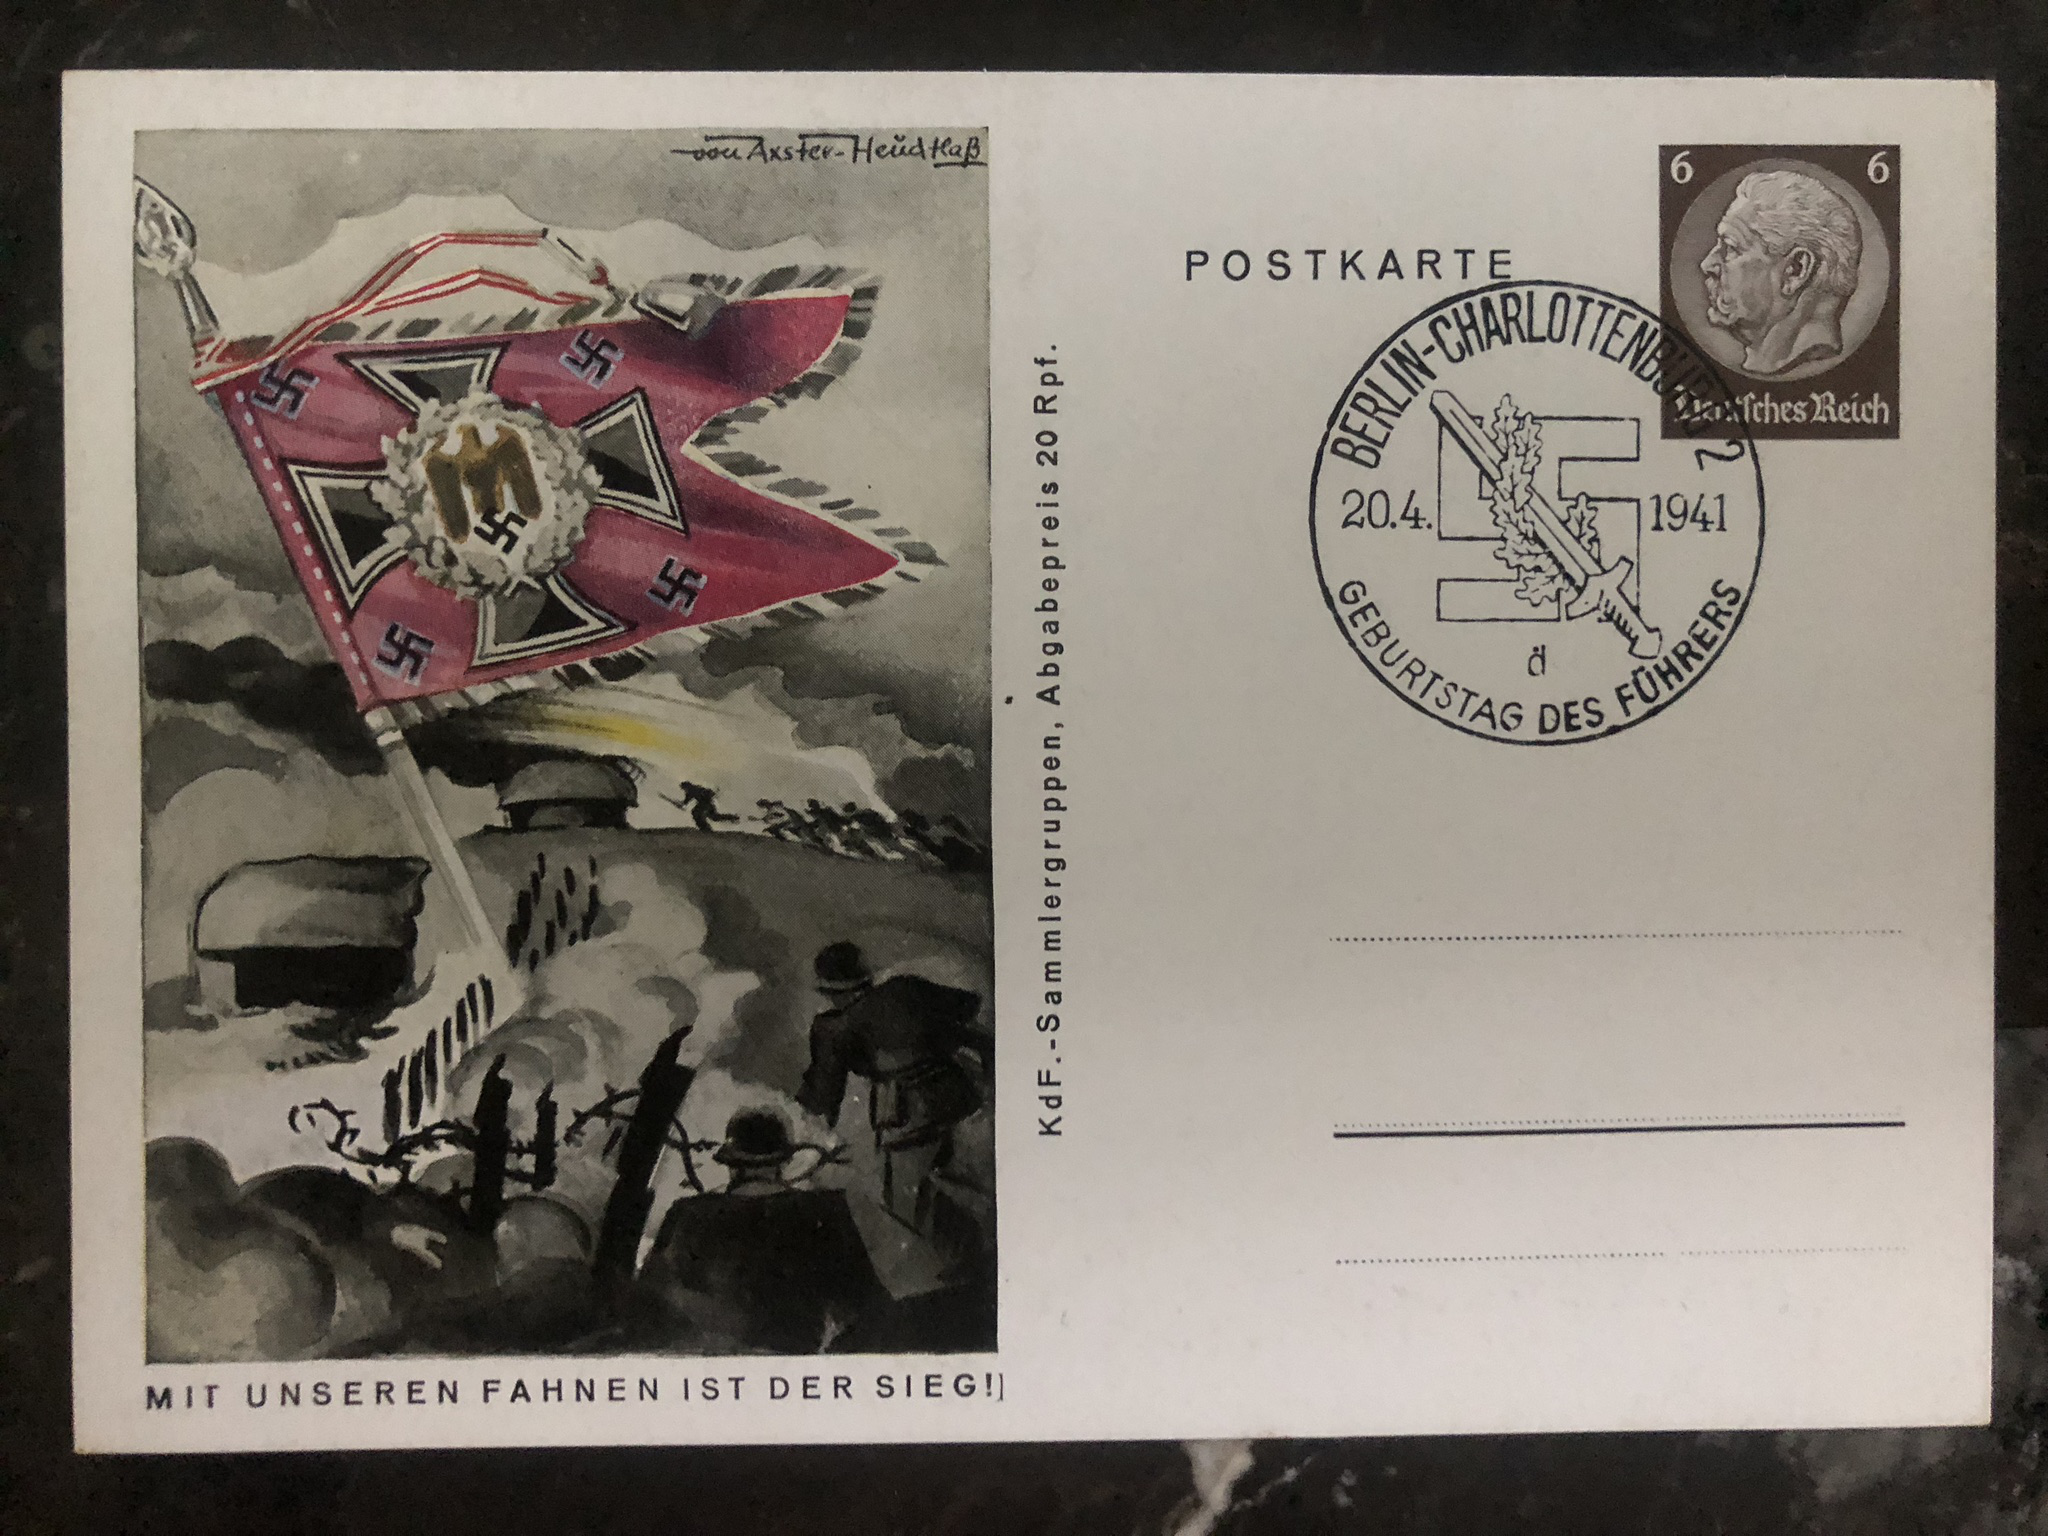 von Axster-Heüdtlaß
MIT UNSEREN FAHNEN IST DER SIEG!
KdF.-Sammlergruppen, Abgabepreis 20 Rpf.
POSTKARTE
6 6
Deutsches Reich
BERLIN-CHARLOTTENBURG 2
20.4. 1941
ä
GEBURTSTAG DES FÜHRERS